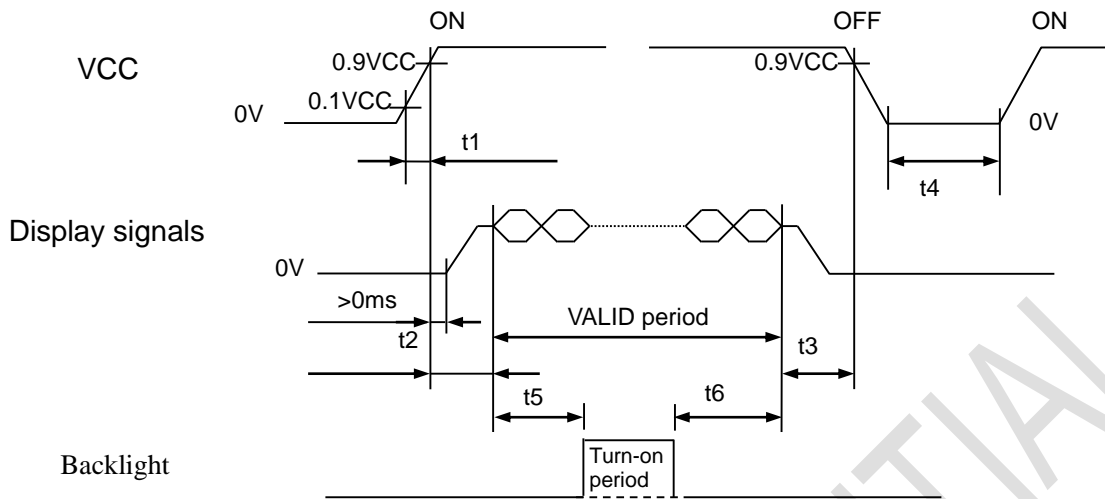 ON OFF ON
VCC
0.9VCC 0.9VCC
0.1VCC
0V 0V
t1
t4
Display signals
0V
>0ms
VALID period
t2
t3
t5
t6
Turn-on
period
Backlight